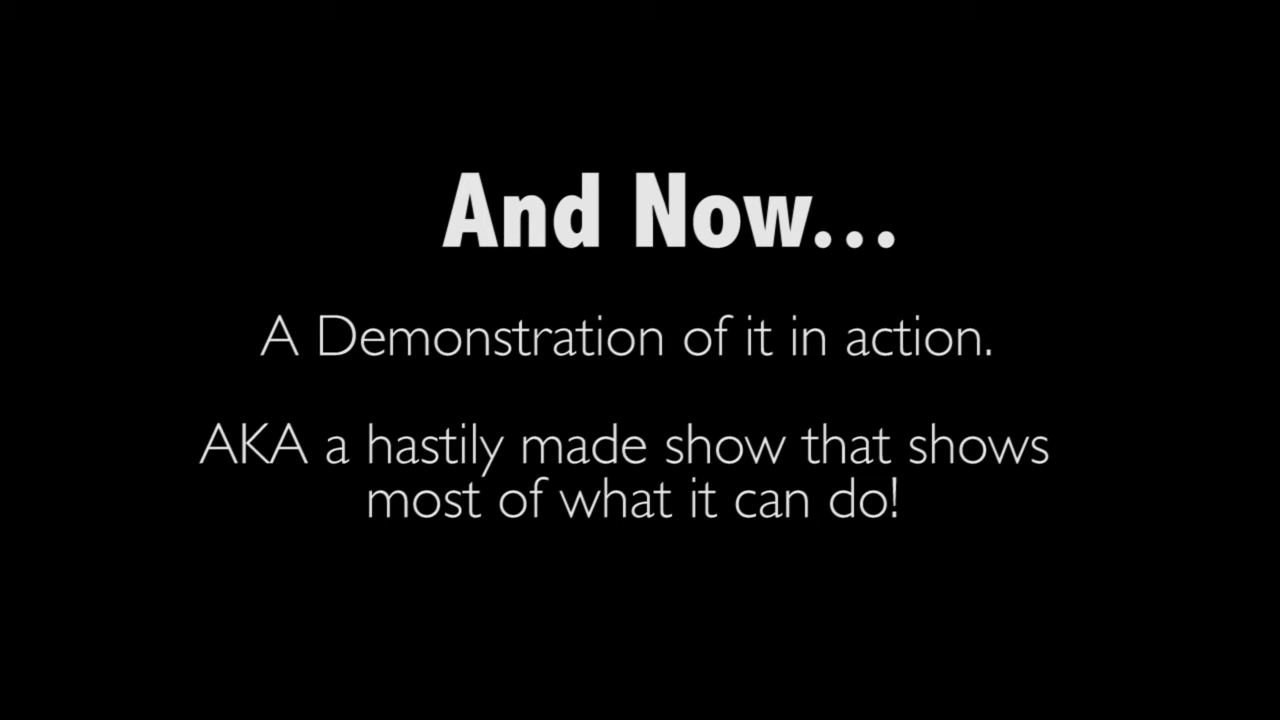 And Now...
A Demonstration of it in action.
AKA a hastily made show that shows
most of what it can do!